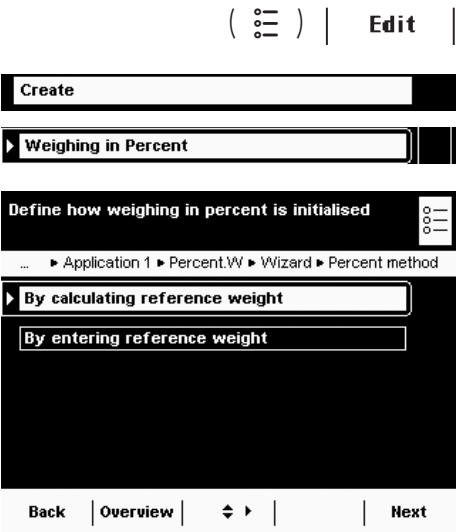 Edit
Create
Weighing in Percent
Define how weighing in percent is initialised
... ▸ Application 1 ▸ Percent.W ▸ Wizard ▸ Percent method
By calculating reference weight
By entering reference weight
Back Overview Next